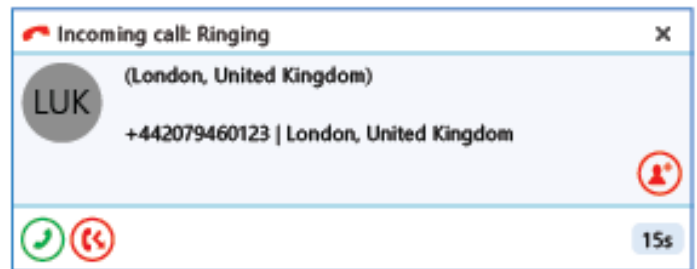 Incoming call: Ringing
(London, United Kingdom)
LUK
+442079460123 | London, United Kingdom
15s